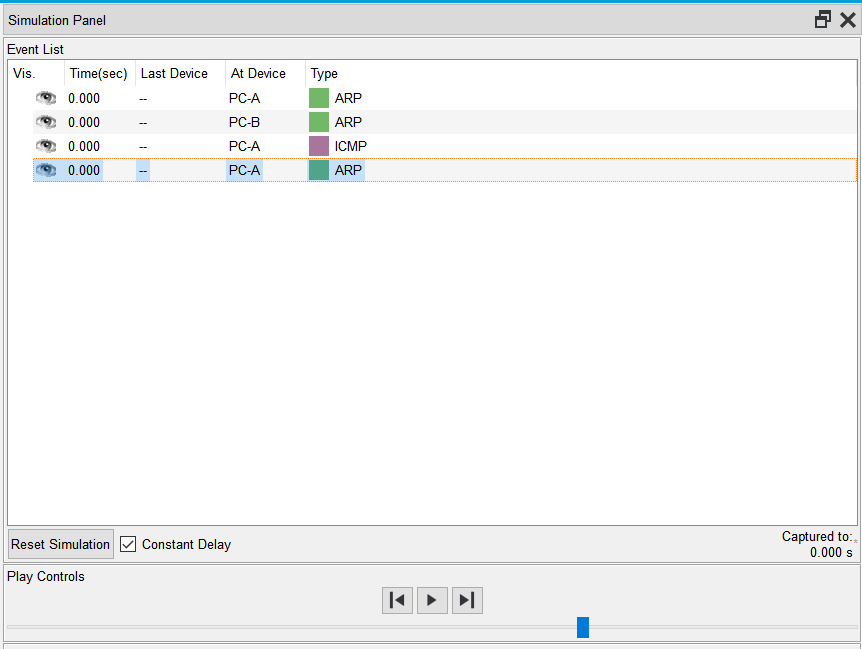 Simulation Panel
Event List
Vis. Time(sec) Last Device At Device Type
0.000 -- PC-A ARP
0.000 -- PC-B ARP
0.000 -- PC-A ICMP
0.000 -- PC-A ARP
Reset Simulation Constant Delay Captured to:*
0.000 s
Play Controls